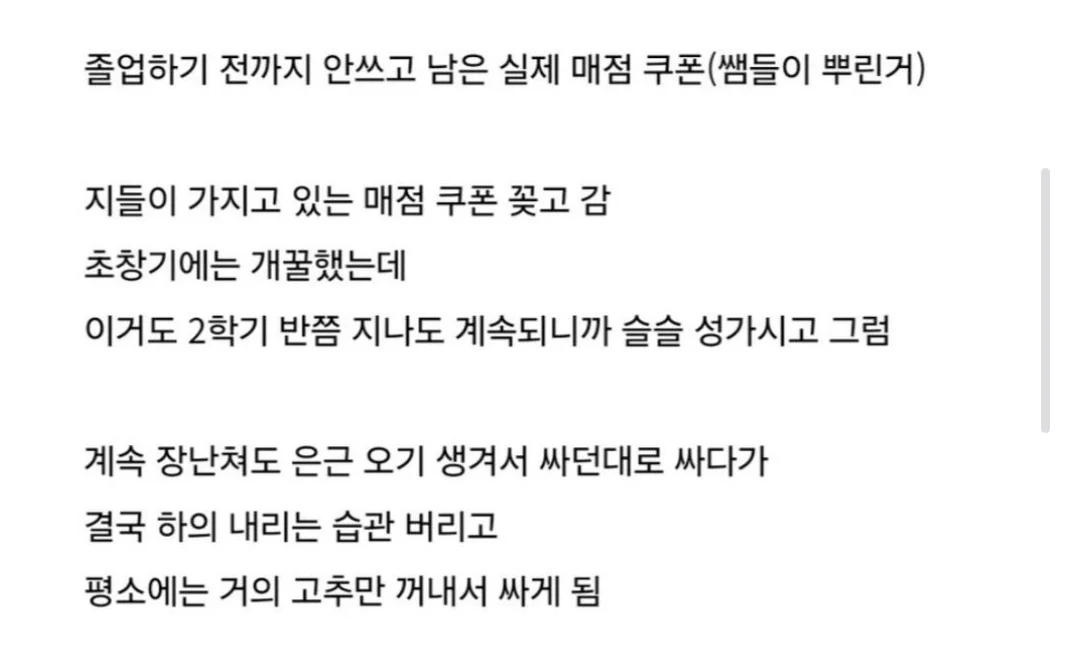 졸업하기 전까지 안쓰고 남은 실제 매점 쿠폰(쌤들이 뿌린거)
지들이 가지고 있는 매점 쿠폰 꽂고 감
초창기에는 개꿀했는데
이거도 2학기 반쯤 지나도 계속되니까 슬슬 성가시고 그럼
계속 장난쳐도 은근 오기 생겨서 싸던대로 싸다가
결국 하의 내리는 습관 버리고
평소에는 거의 고추만 꺼내서 싸게 됨